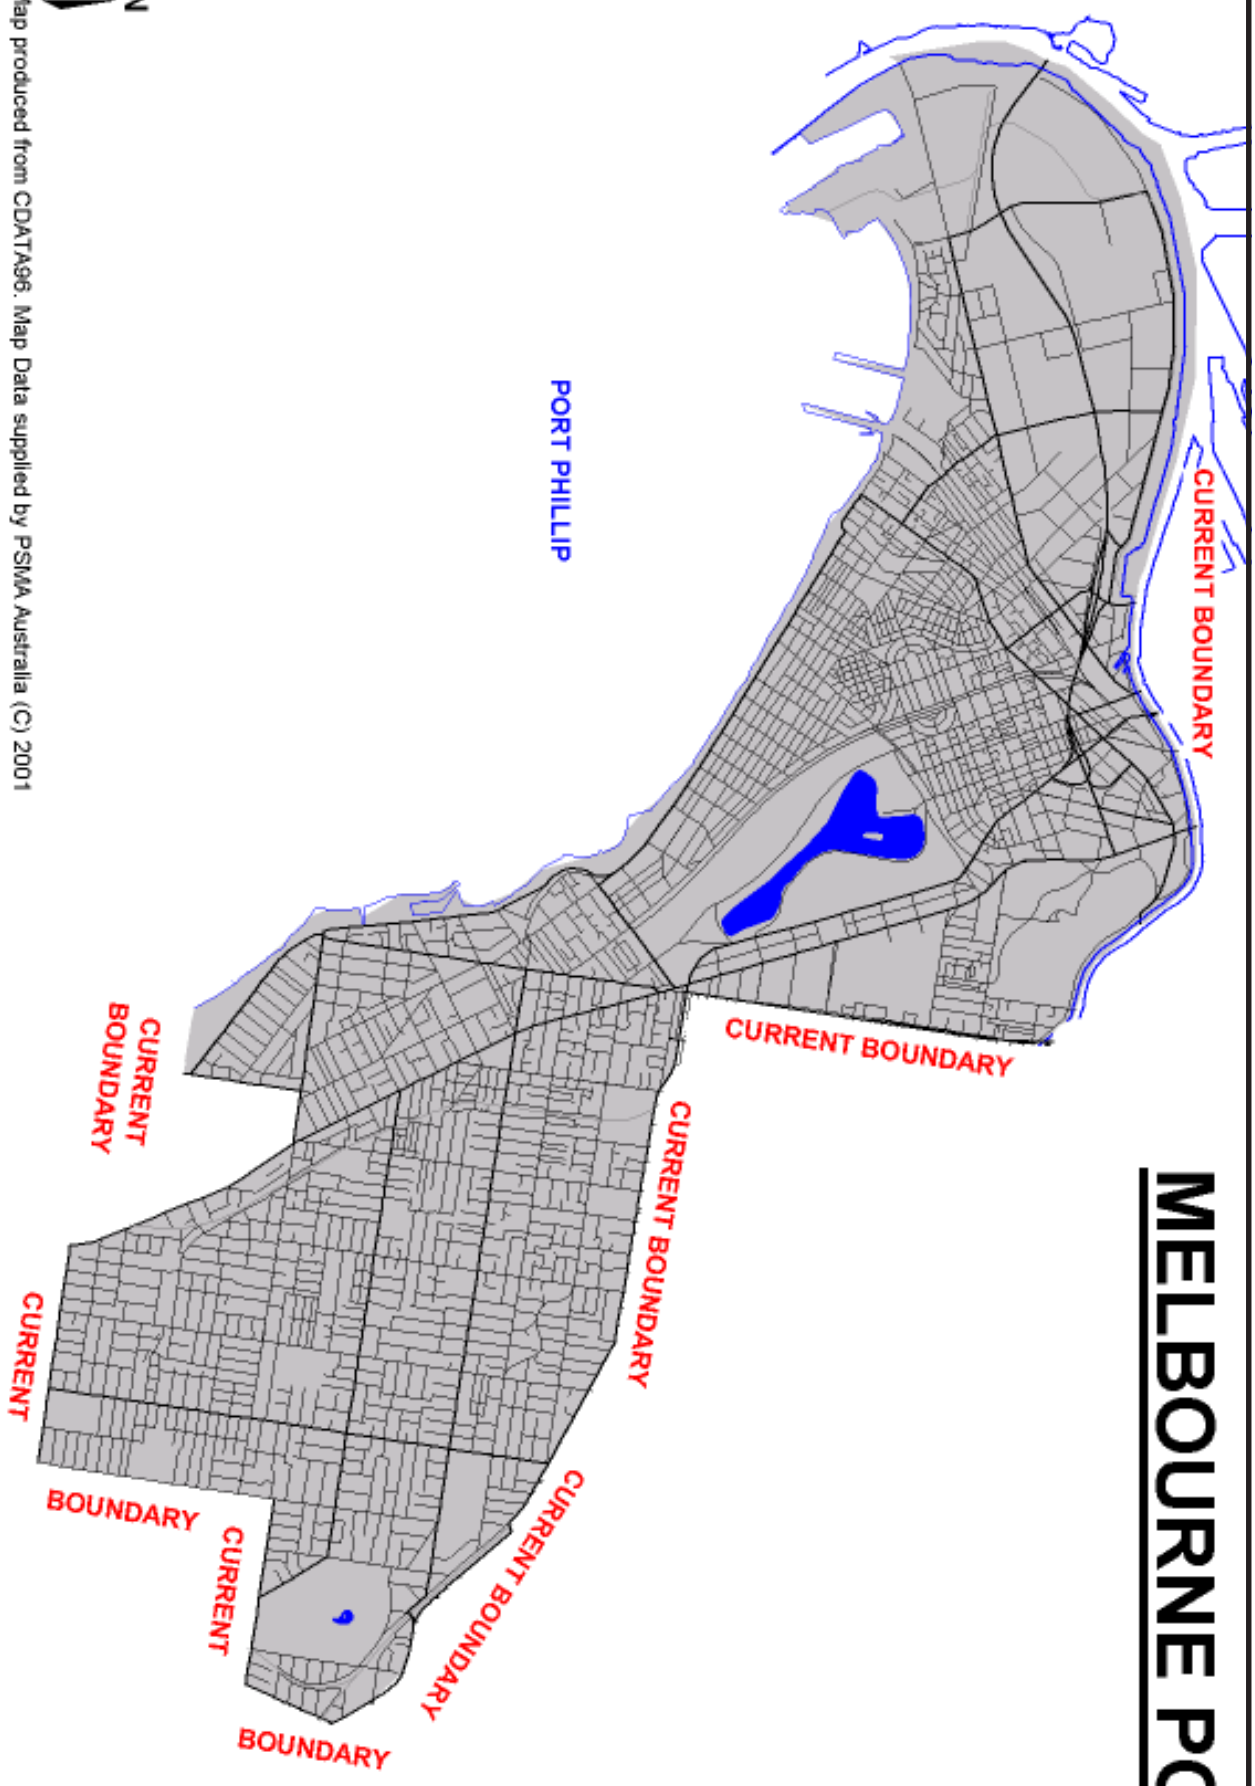 MELBOURNE PO
CURRENT BOUNDARY
CURRENT BOUNDARY
CURRENT BOUNDARY
CURRENT BOUNDARY
PORT PHILLIP
CURRENT
BOUNDARY
CURRENT
BOUNDARY
CURRENT
BOUNDARY
N
Map produced from CDATA96. Map Data supplied by PSMA Australia (C) 2001